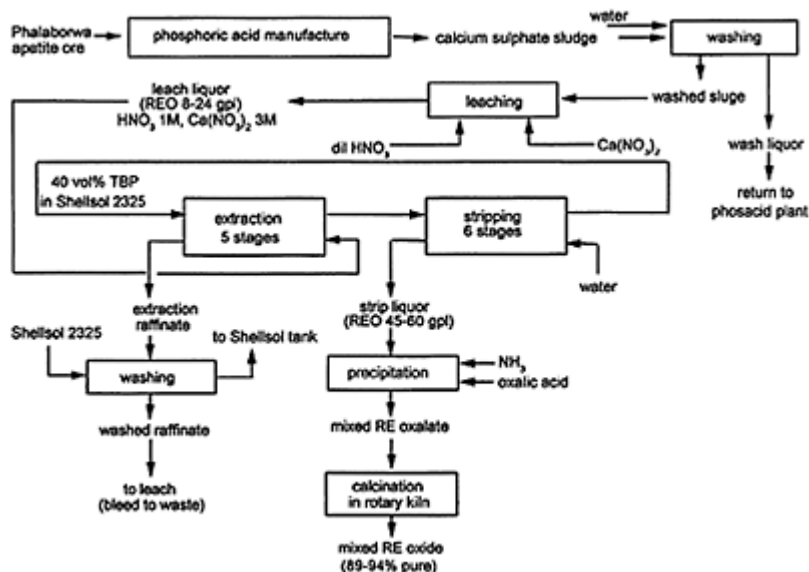 Phalaborwa
apatite ore
phosphoric acid manufacture
calcium sulphate sludge
water
washing
leach liquor
(REO 8-24 gpl)
HNO₃ 1M, Ca(NO₃)₂ 3M
leaching
washed sluge
dil HNO₃
Ca(NO₃)₂
wash liquor
return to
phosacid plant
40 vol% TBP
in Shellsol 2325
extraction
5 stages
stripping
6 stages
water
extraction
raffinate
strip liquor
(REO 45-60 gpl)
Shellsol 2325
to Shellsol tank
washing
precipitation
NH₃
oxalic acid
washed raffinate
mixed RE oxalate
to leach
(bleed to waste)
calcination
in rotary kiln
mixed RE oxide
(89-94% pure)